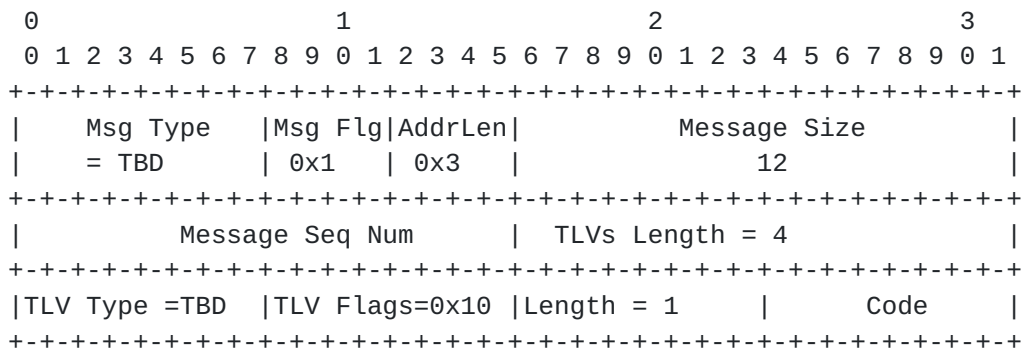 0                   1                   2                   3
 0 1 2 3 4 5 6 7 8 9 0 1 2 3 4 5 6 7 8 9 0 1 2 3 4 5 6 7 8 9 0 1
+-+-+-+-+-+-+-+-+-+-+-+-+-+-+-+-+-+-+-+-+-+-+-+-+-+-+-+-+-+-+-+-+
|    Msg Type   |Msg Flg|AddrLen|          Message Size         |
|    = TBD      | 0x1   | 0x3   |               12              |
+-+-+-+-+-+-+-+-+-+-+-+-+-+-+-+-+-+-+-+-+-+-+-+-+-+-+-+-+-+-+-+-+
|          Message Seq Num      |  TLVs Length = 4              |
+-+-+-+-+-+-+-+-+-+-+-+-+-+-+-+-+-+-+-+-+-+-+-+-+-+-+-+-+-+-+-+-+
|TLV Type =TBD  |TLV Flags=0x10 |Length = 1     |      Code     |
+-+-+-+-+-+-+-+-+-+-+-+-+-+-+-+-+-+-+-+-+-+-+-+-+-+-+-+-+-+-+-+-+